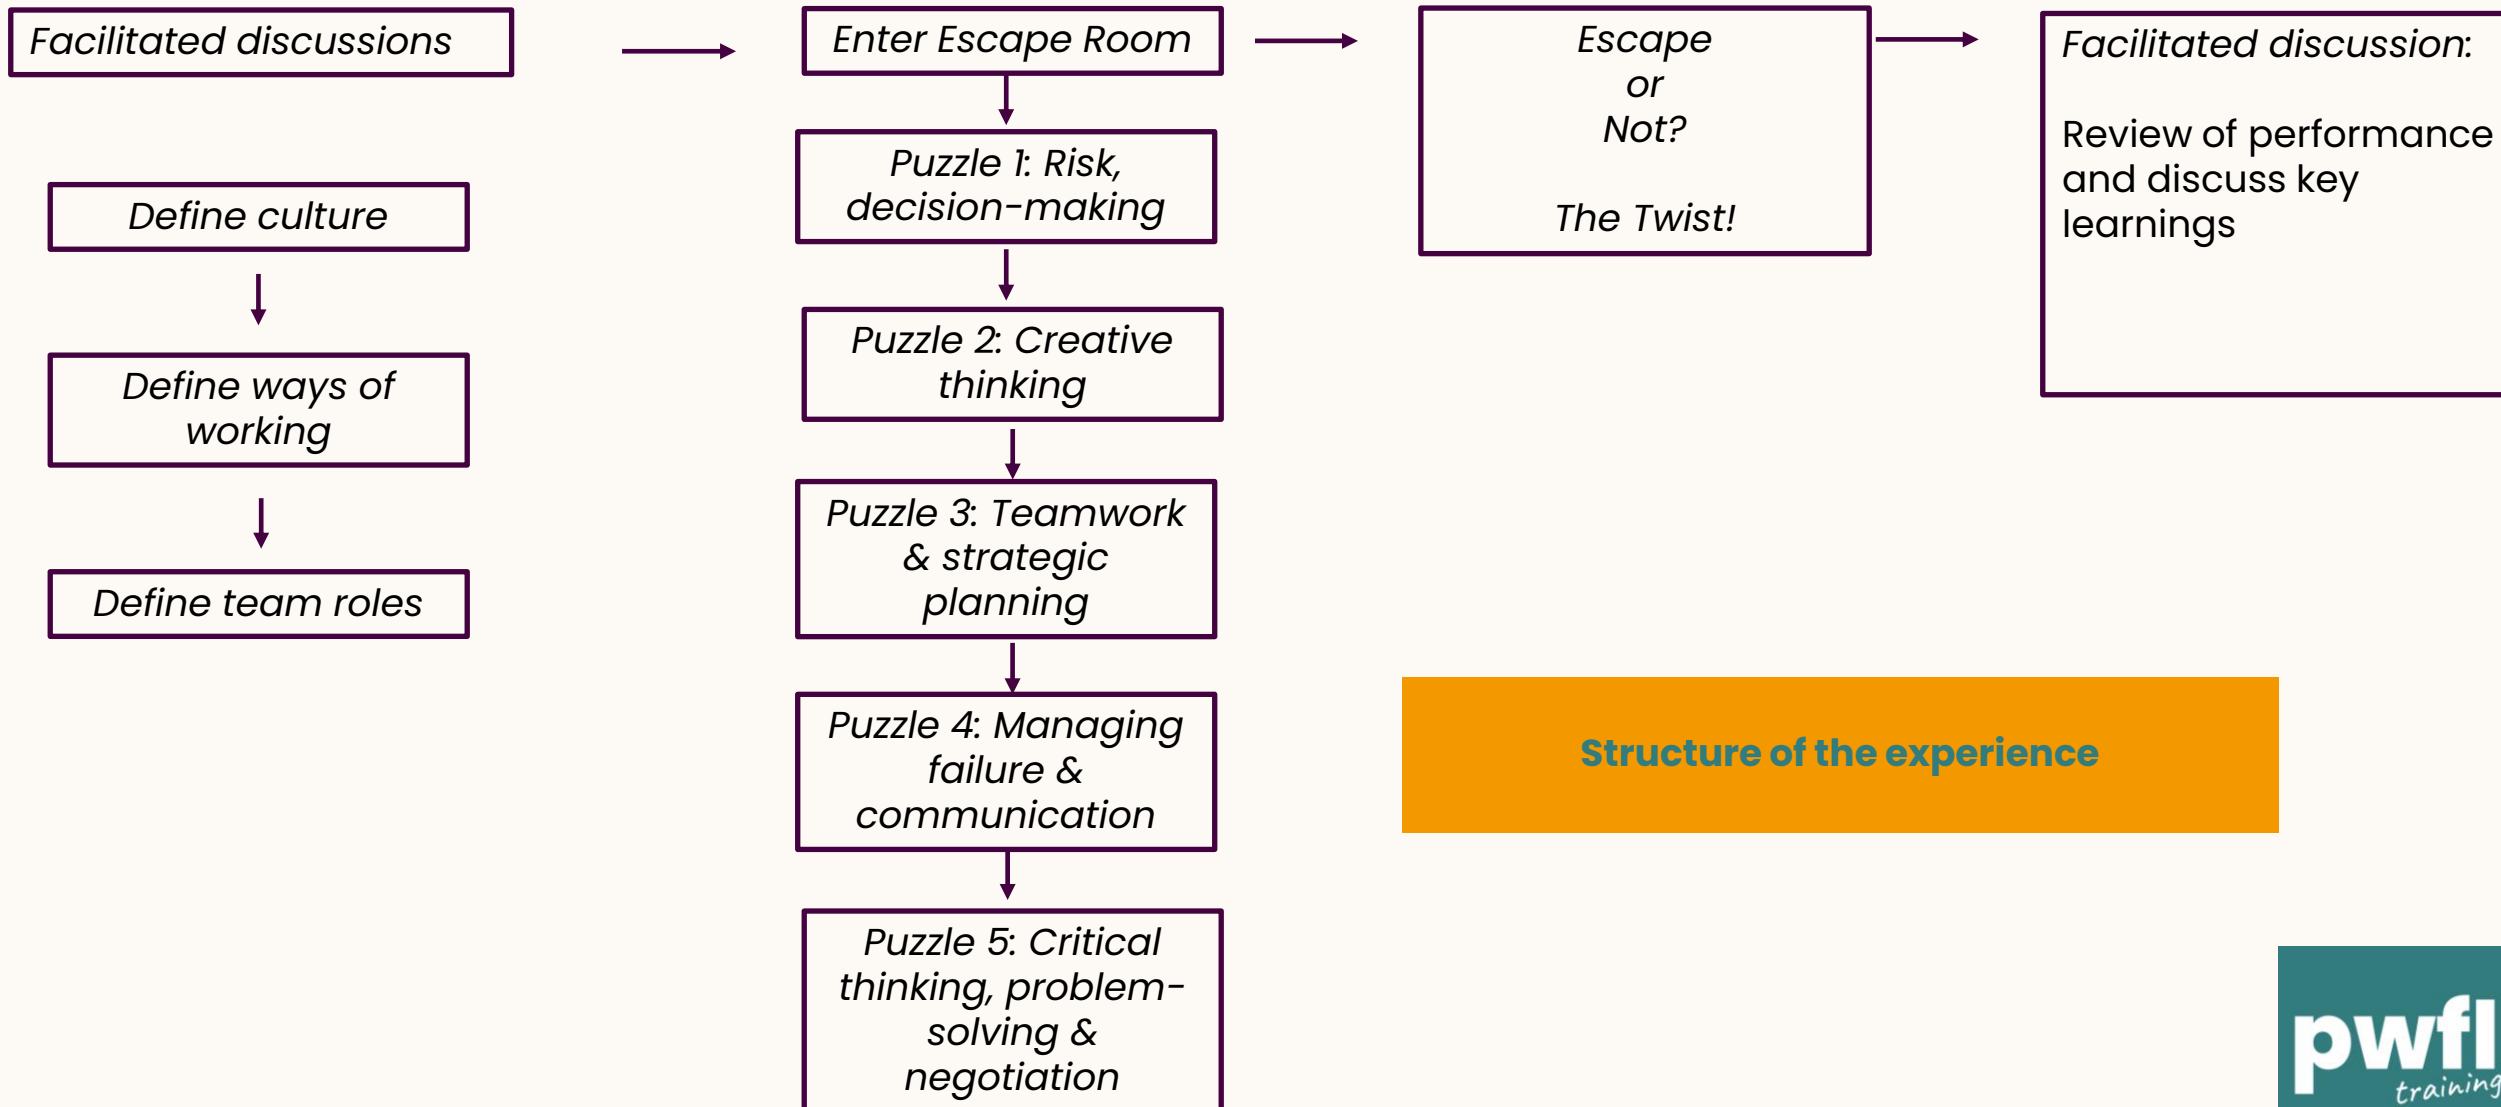 Facilitated discussions
Define culture
Define ways of
working
Define team roles
Enter Escape Room
Puzzle 1: Risk,
decision-making
Puzzle 2: Creative
thinking
Puzzle 3: Teamwork
& strategic
planning
Puzzle 4: Managing
failure &
communication
Puzzle 5: Critical
thinking, problem-
solving &
negotiation
Escape
or
Not?
The Twist!
Facilitated discussion:
Review of performance
and discuss key
learnings
Structure of the experience
pwfl
training